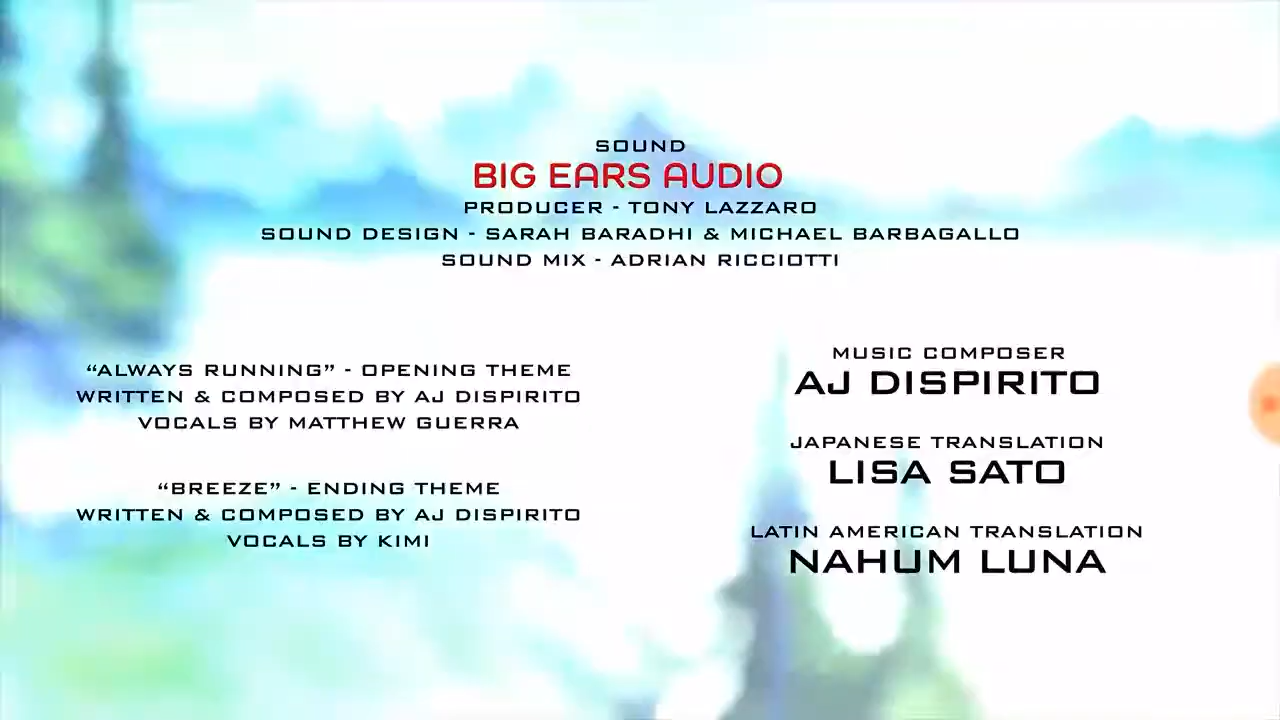 SOUND
BIG EARS AUDIO
PRODUCER - TONY LAZZARO
SOUND DESIGN - SARAH BARADHI & MICHAEL BARBAGALLO
SOUND MIX - ADRIAN RICCIOTTI
“ALWAYS RUNNING” - OPENING THEME
WRITTEN & COMPOSED BY AJ DISPIRITO
VOCALS BY MATTHEW GUERRA
“BREEZE” - ENDING THEME
WRITTEN & COMPOSED BY AJ DISPIRITO
VOCALS BY KIMI
MUSIC COMPOSER
AJ DISPIRITO
JAPANESE TRANSLATION
LISA SATO
LATIN AMERICAN TRANSLATION
NAHUM LUNA